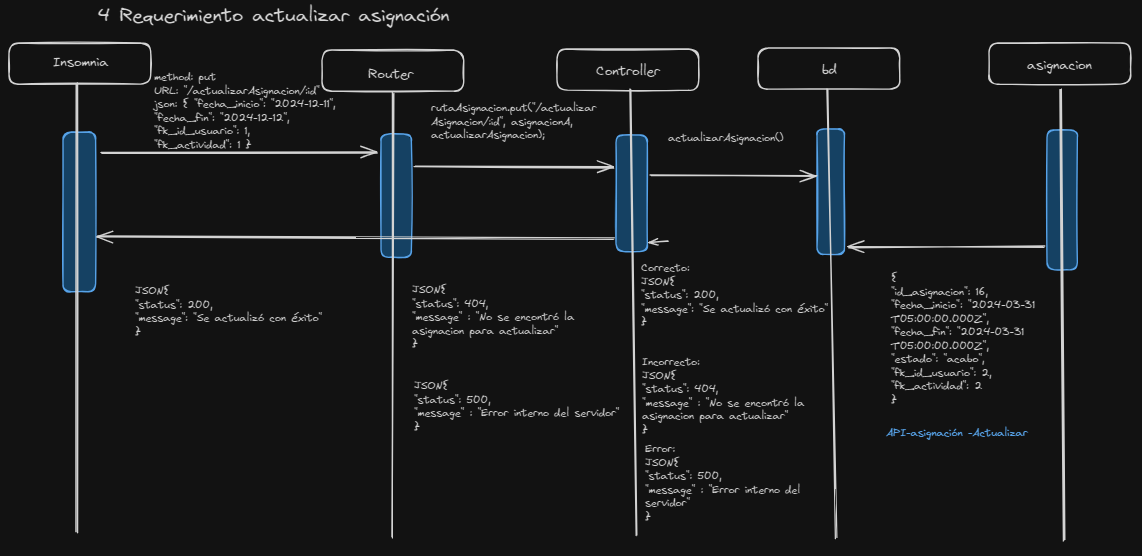 4 Requerimiento actualizar asignación
Insomnia
Router
Controller
bd
asignacion
method: put
URL: "/actualizarAsignacion/:id"
json: { "fecha_inicio": "2024-12-11",
"fecha_fin": "2024-12-12",
"fk_id_usuario": 1,
"fk_actividad": 1 }
rutaAsignacion.put("/actualizar
Asignacion/:id", asignacionA,
actualizarAsignacion);
actualizarAsignacion()
JSON{
"status": 200,
"message": "Se actualizó con Éxito"
}
JSON{
"status": 404,
"message" : "No se encontró la
asignacion para actualizar"
}
JSON{
"status": 500,
"message" : "Error interno del servidor"
}
Correcto:
JSON{
"status": 200,
"message": "Se actualizó con Éxito"
}
Incorrecto:
JSON{
"status": 404,
"message" : "No se encontró la
asignacion para actualizar"
}
Error:
JSON{
"status": 500,
"message" : "Error interno del
servidor"
}
{
"id_asignacion": 16,
"fecha_inicio": "2024-03-31
T05:00:00.000Z",
"fecha_fin": "2024-03-31
T05:00:00.000Z",
"estado": "acabo",
"fk_id_usuario": 2,
"fk_actividad": 2
}
API-asignación -Actualizar